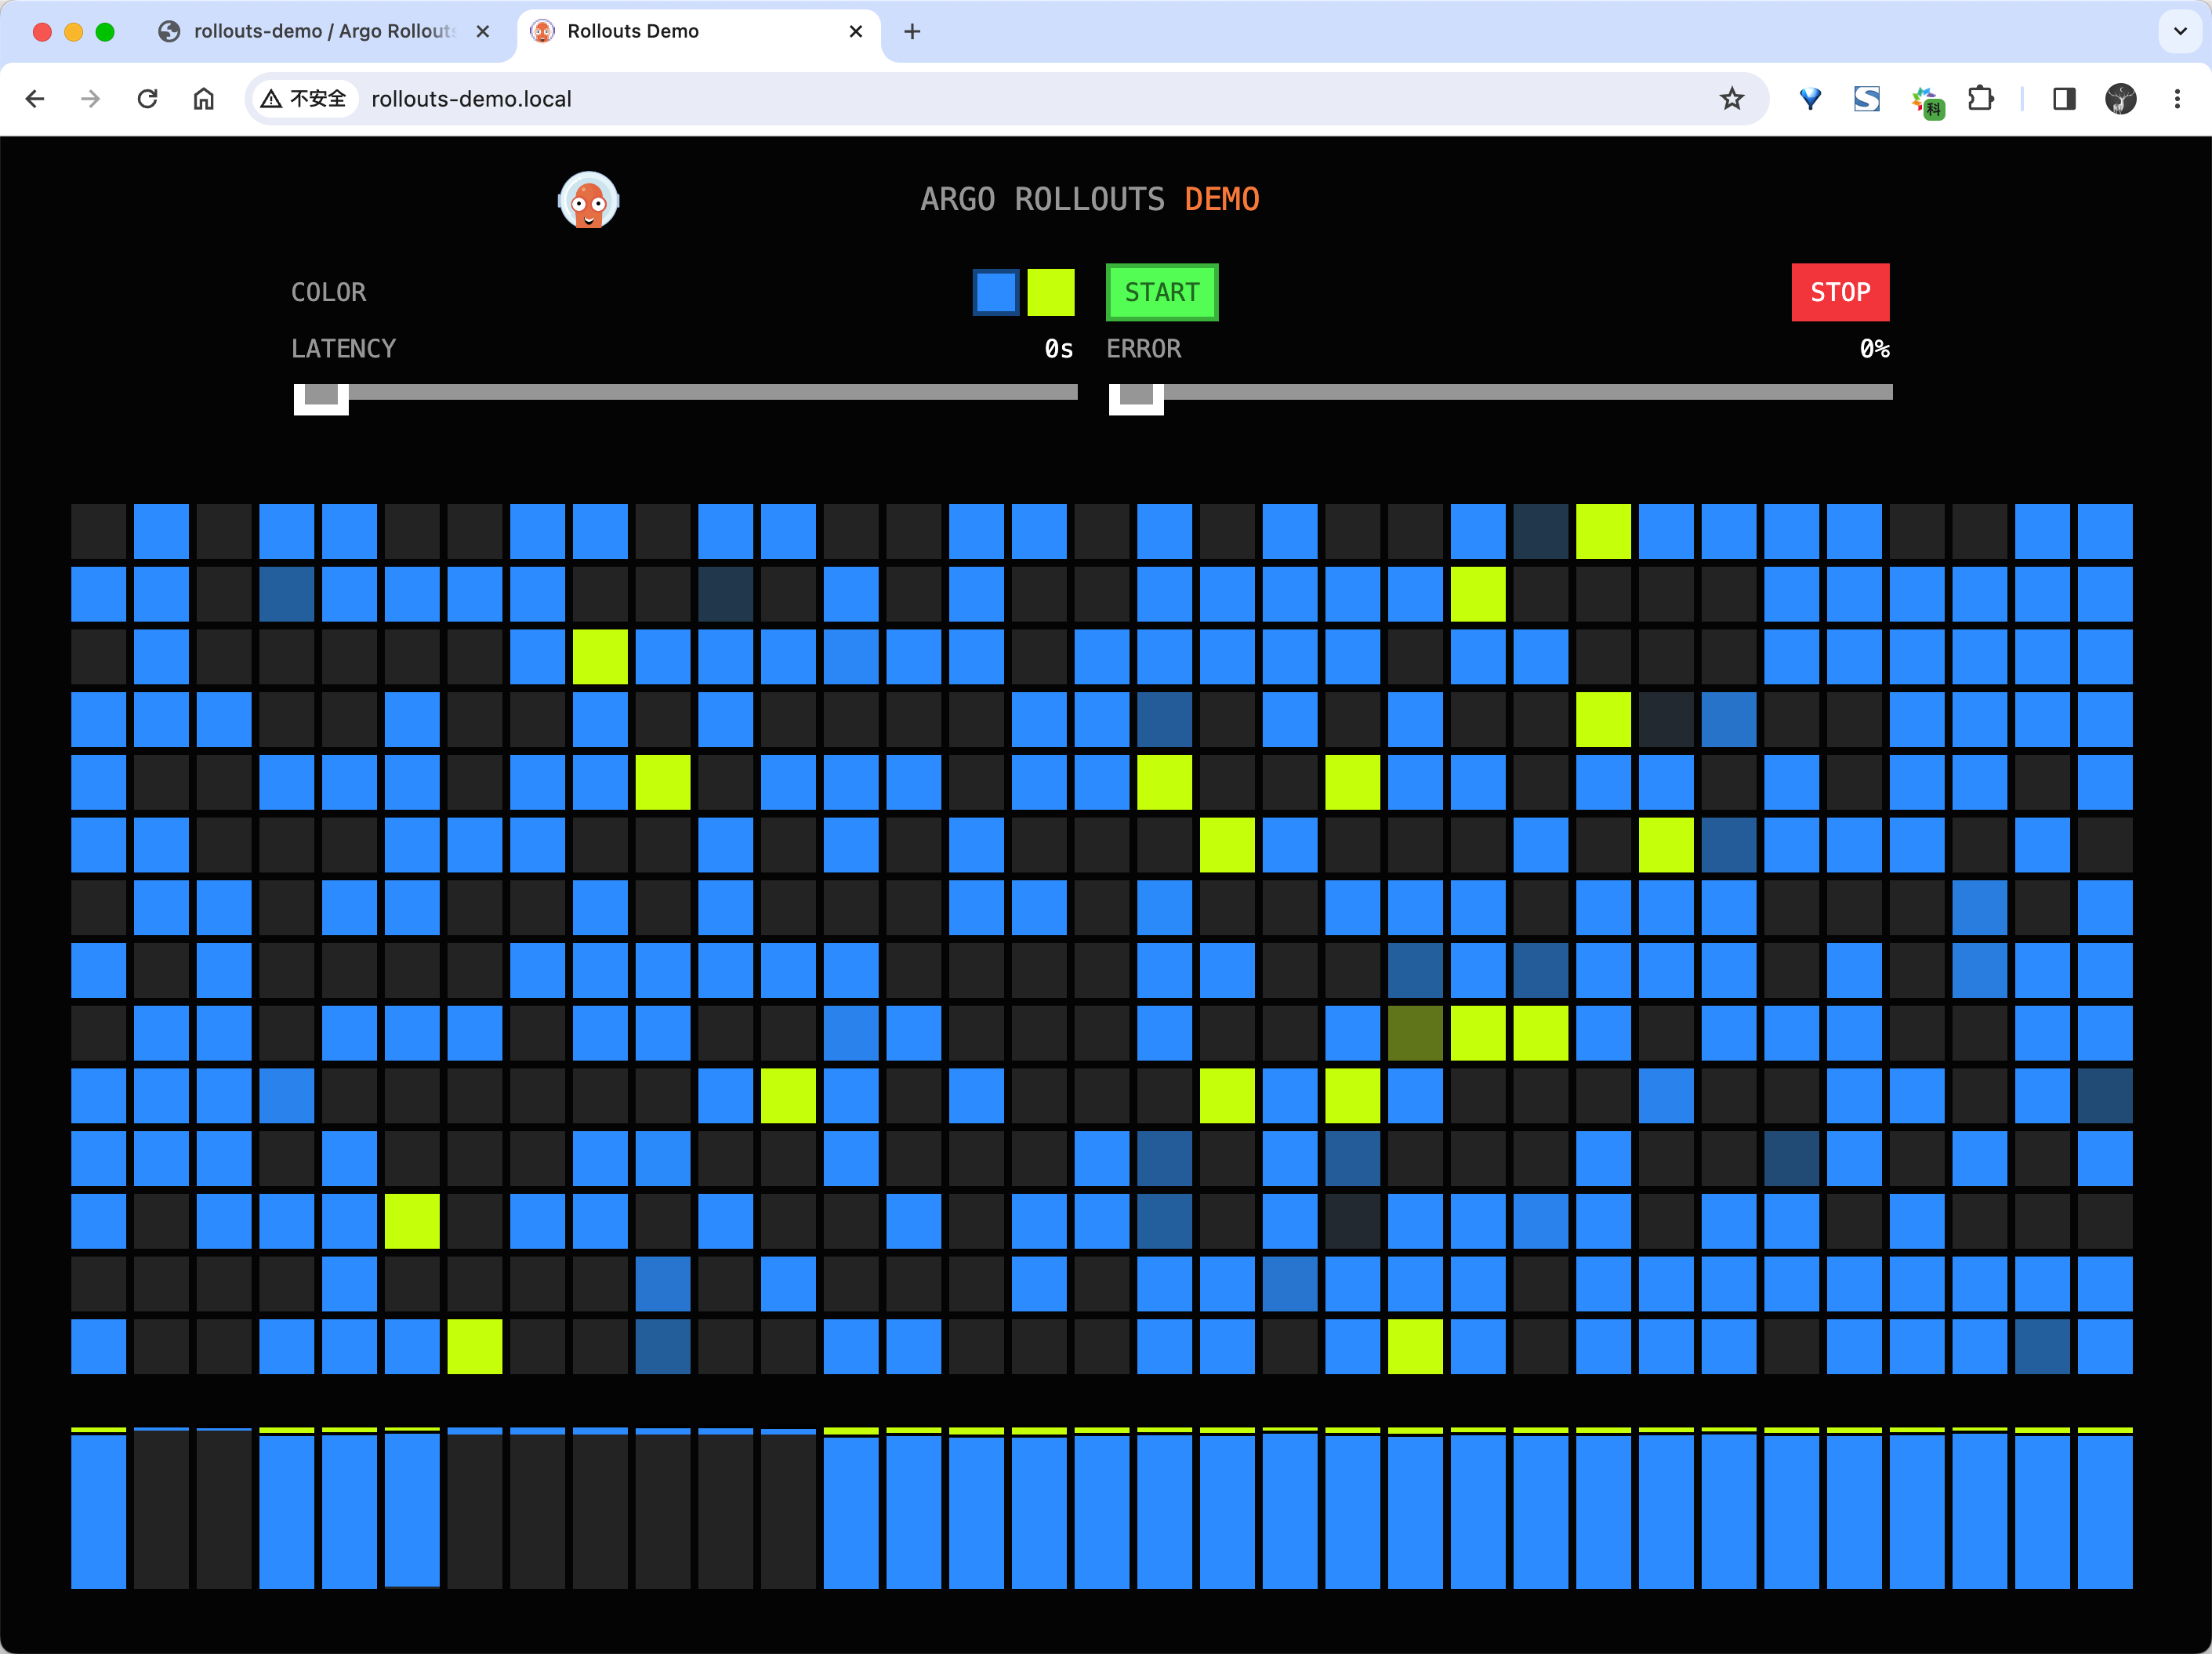 rollouts-demo / Argo Rollouts
Rollouts Demo
不安全
rollouts-demo.local
科
ARGO ROLLOUTS DEMO
COLOR
START
STOP
LATENCY
0s
ERROR
0%